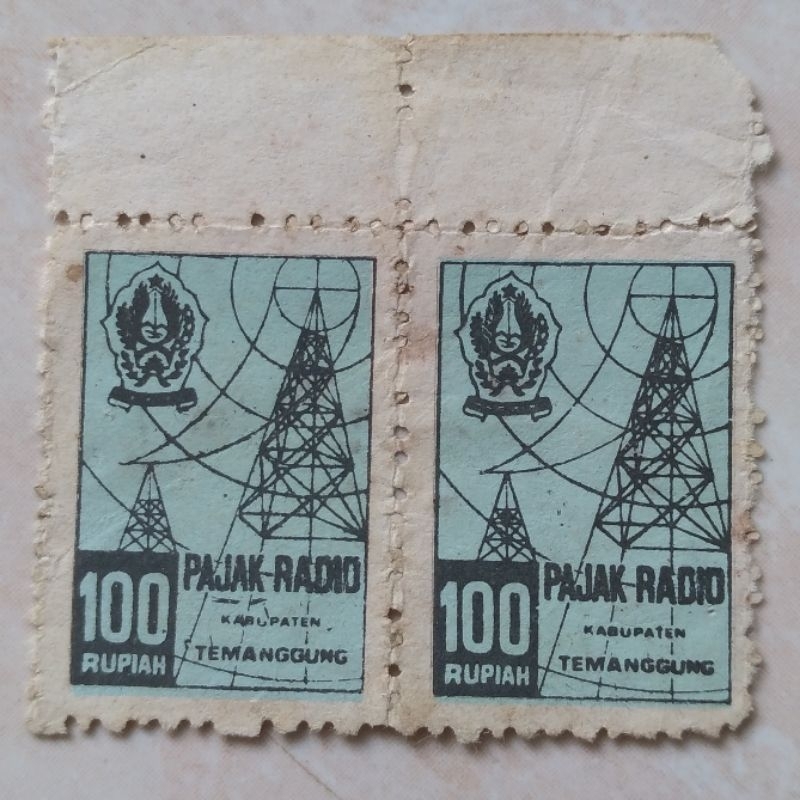 100
RUPIAH
PAJAK RADIO
KABUPATEN
TEMANGGUNG
100
RUPIAH
PAJAK RADIO
KABUPATEN
TEMANGGUNG